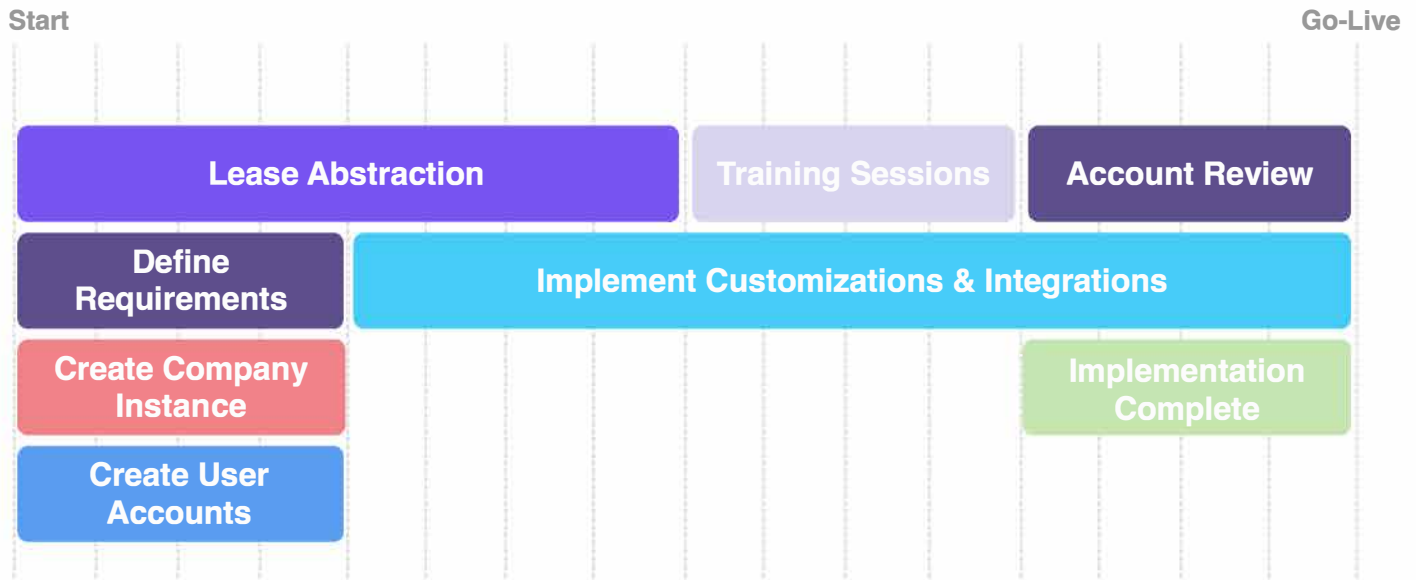 Start
Go-Live
Lease Abstraction
Training Sessions
Account Review
Define
Requirements
Implement Customizations & Integrations
Create Company
Instance
Implementation
Complete
Create User
Accounts